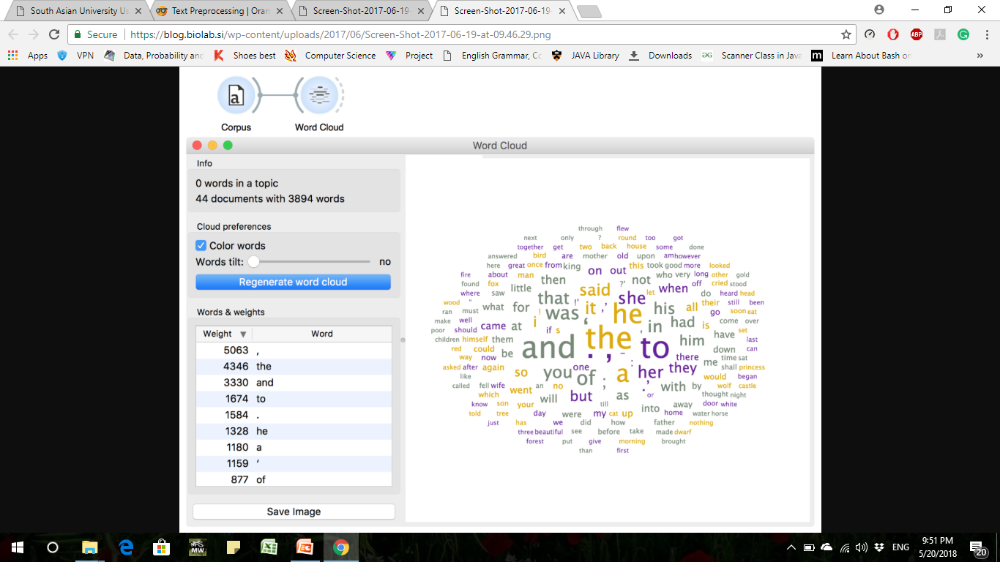 South Asian University Us
Text Preprocessing | Oran
Screen-Shot-2017-06-19-
Screen-Shot-2017-06-19-
Secure
https://blog.biolab.si/wp-content/uploads/2017/06/Screen-Shot-2017-06-19-at-09.46.29.png
ABP
Apps VPN Data, Probability and Shoes best Computer Science Project English Grammar, Co JAVA Library Downloads Scanner Class in Java Learn About Bash on »
a
Corpus Word Cloud
Word Cloud
Info
0 words in a topic
44 documents with 3894 words
Cloud preferences
Color words
Words tilt: no
Regenerate word cloud
Words & weights
Weight Word
5063 ,
4346 the
3330 and
1674 to
1584 .
1328 he
1180 a
1159 ‘
877 of
Save Image
through flew
next only ? round too got
together get two back house some done
answered bird are mother old upon am however
here great once from king on out this took good more looked
fire about man then said ?’ not who very long other gold
found fox little when off cried stood
where saw that !’ she let do heard head
wood " what for it ,’ he his all their still been
ran must was go soon eat
make well came at i ! ‘ , in had is come over
poor should if s have set
children himself them and the him last
red could be . , to down can
way now – there me time sat
asked after again one : they shall princess
like so you of ; a her would began
called fell wife an no .’ with by wolf castle
which went but as or thought night
know son your will till into away door white
told tree day were my cat up home water horse
just has we did how father nothing
three beautiful see before take made dwarf
forest put give morning brought
than first
MW
ENG
9:51 PM
5/20/2018
20